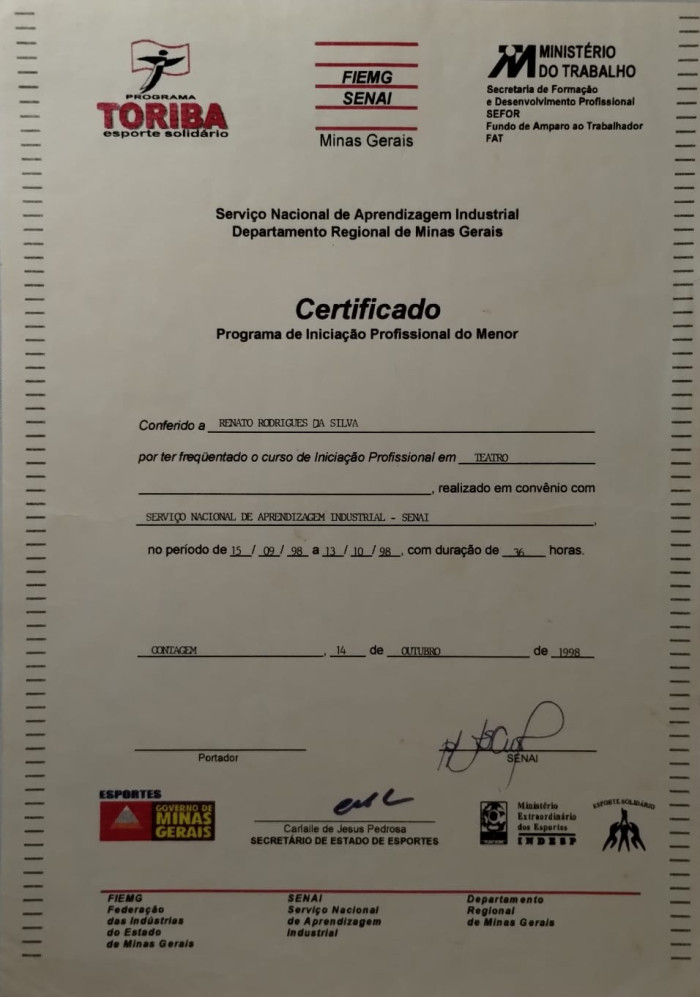 PROGRAMA
TORIBA
esporte solidário
FIEMG
SENAI
Minas Gerais
MINISTÉRIO
DO TRABALHO
Secretaria de Formação
e Desenvolvimento Profissional
SEFOR
Fundo de Amparo ao Trabalhador
FAT
Serviço Nacional de Aprendizagem Industrial
Departamento Regional de Minas Gerais
Certificado
Programa de Iniciação Profissional do Menor
Conferido a RENATO RODRIGUES DA SILVA
por ter freqüentado o curso de Iniciação Profissional em TEATRO
, realizado em convênio com
SERVIÇO NACIONAL DE APRENDIZAGEM INDUSTRIAL - SENAI,
no período de 15 / 09 / 98 a 13 / 10 / 98, com duração de 36 horas.
CONTAGEM, 14 de OUTUBRO de 1998
Portador
SENAI
ESPORTES
GOVERNO DE
MINAS
GERAIS
Carlaile de Jesus Pedrosa
SECRETÁRIO DE ESTADO DE ESPORTES
Ministério
Extraordinário
dos Esportes
INDESP
ESPORTE SOLIDÁRIO
FIEMG
Federação
das Indústrias
do Estado
de Minas Gerais
SENAI
Serviço Nacional
de Aprendizagem
Industrial
Departamento
Regional
de Minas Gerais